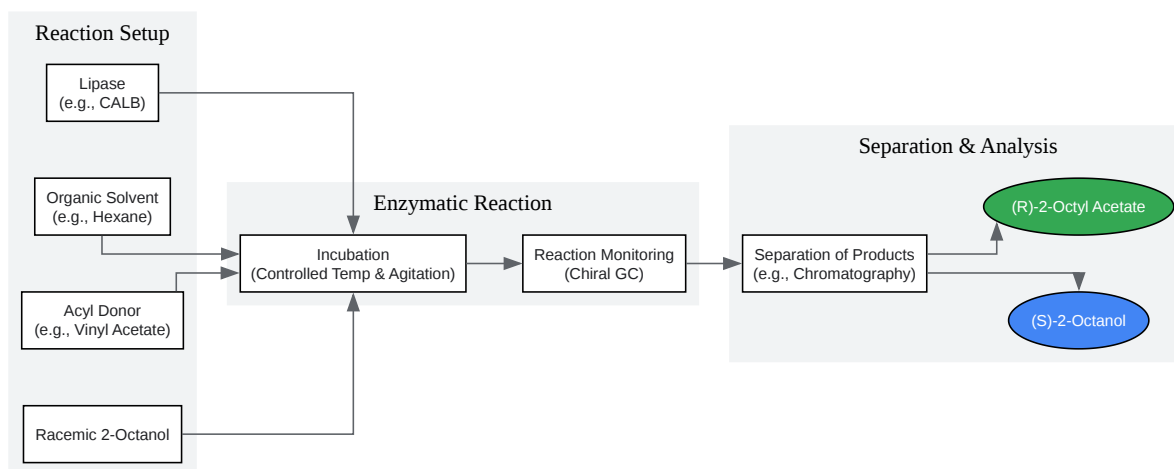 Reaction Setup
Lipase
(e.g., CALB)
Organic Solvent
(e.g., Hexane)
Acyl Donor
(e.g., Vinyl Acetate)
Racemic 2-Octanol
Enzymatic Reaction
Incubation
(Controlled Temp & Agitation)
Reaction Monitoring
(Chiral GC)
Separation & Analysis
Separation of Products
(e.g., Chromatography)
(R)-2-Octyl Acetate
(S)-2-Octanol